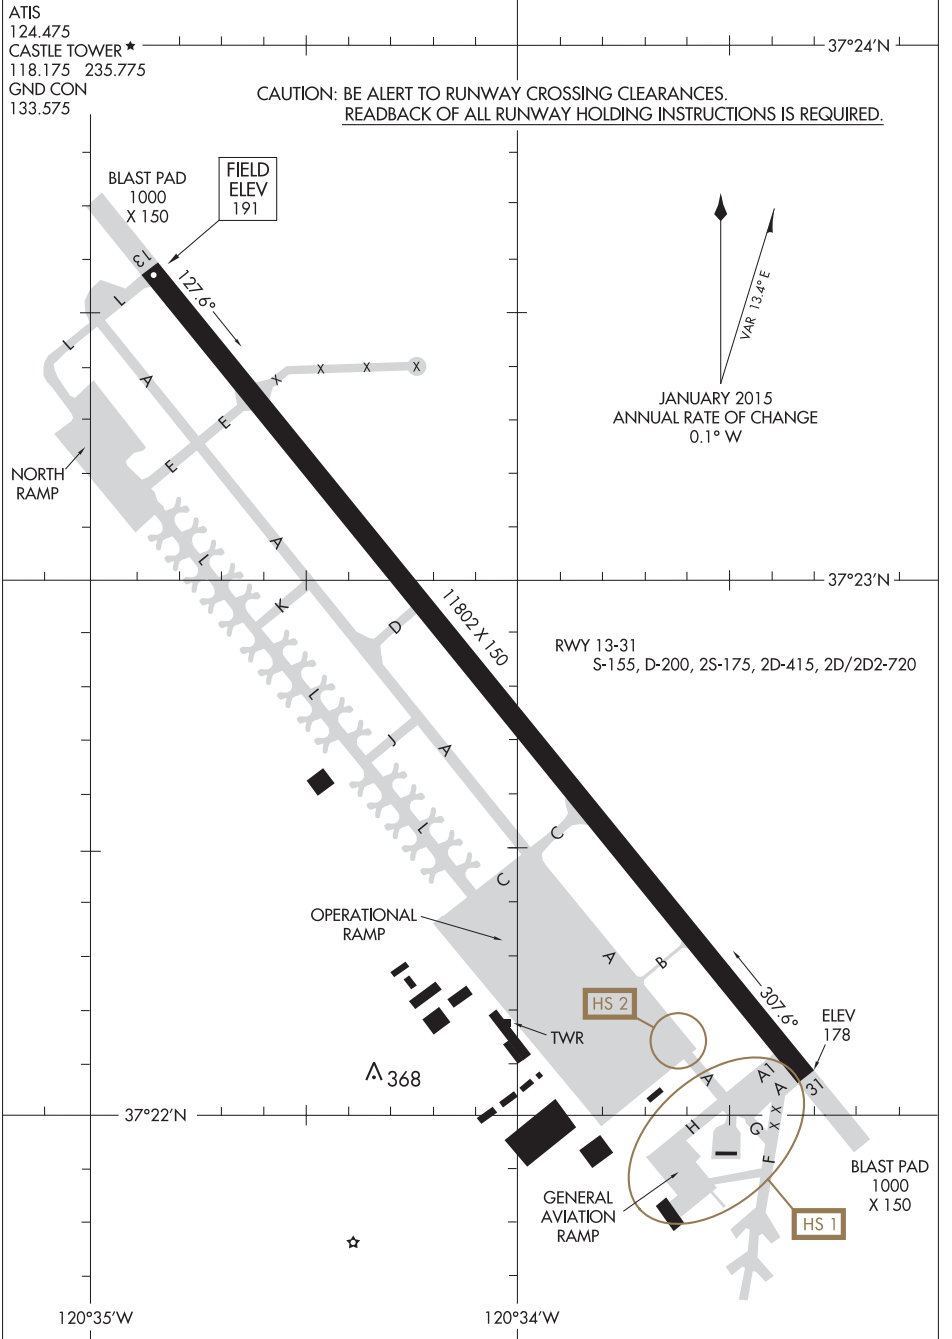 ATIS
124.475
CASTLE TOWER
118.175 235.775
GND CON
133.575
37°24'N
CAUTION: BE ALERT TO RUNWAY CROSSING CLEARANCES.
READBACK OF ALL RUNWAY HOLDING INSTRUCTIONS IS REQUIRED.
BLAST PAD
1000
X 150
FIELD
ELEV
191
13
127.6°
VAR 13.4° E
JANUARY 2015
ANNUAL RATE OF CHANGE
0.1° W
L
L
A
X
X
X
X
E
E
NORTH
RAMP
A
L
K
D
37°23'N
11802 X 150
RWY 13-31
S-155, D-200, 2S-175, 2D-415, 2D/2D2-720
L
J
A
L
C
C
OPERATIONAL
RAMP
A
B
307.6°
ELEV
178
HS 2
TWR
368
A
A1
A
31
X
X
37°22'N
H
G
F
GENERAL
AVIATION
RAMP
BLAST PAD
1000
X 150
HS 1
120°35'W
120°34'W